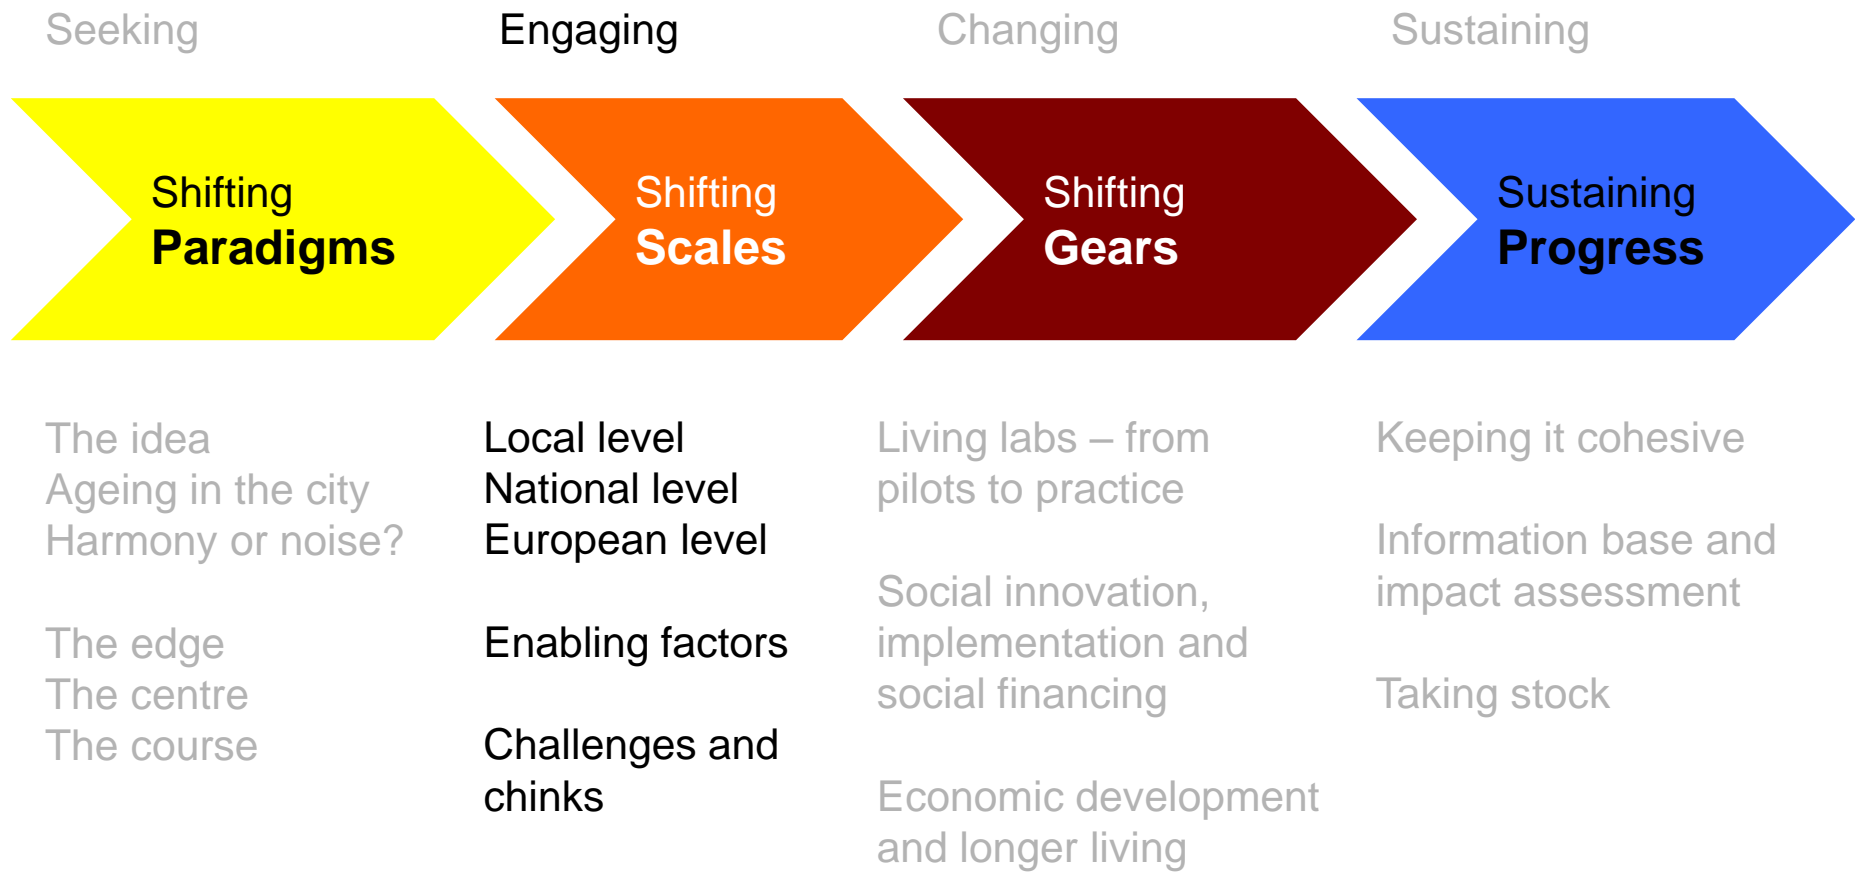 Seeking
Engaging
Changing
Sustaining
Shifting
Paradigms
Shifting
Scales
Shifting
Gears
Sustaining
Progress
The idea
Ageing in the city
Harmony or noise?
The edge
The centre
The course
Local level
National level
European level
Enabling factors
Challenges and
chinks
Living labs – from
pilots to practice
Social innovation,
implementation and
social financing
Economic development
and longer living
Keeping it cohesive
Information base and
impact assessment
Taking stock